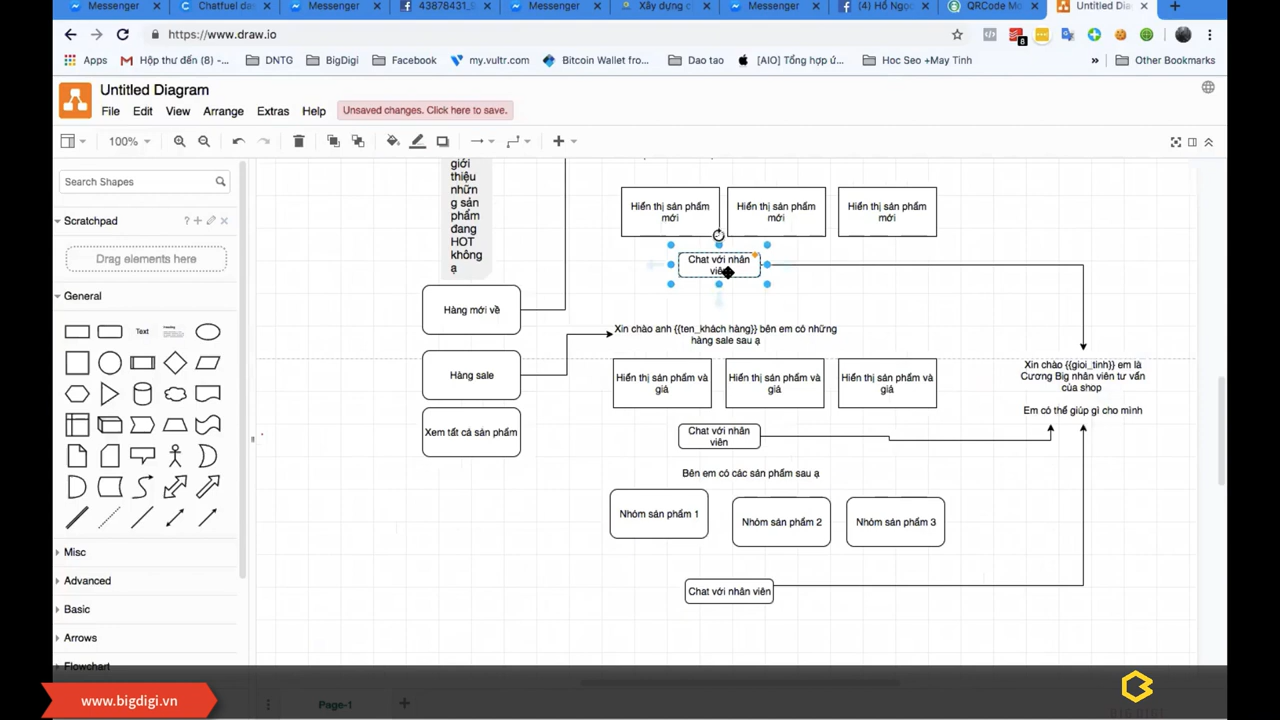 Messenger
Chatfuel das
Messenger
43878431_9
Messenger
Xây dựng c
Messenger
(4) Hồ Ngọc
QRCode Mo
Untitled Diagram
https://www.draw.io
8
Apps
Hộp thư đến (8) -...
DNTG
BigDigi
Facebook
my.vultr.com
Bitcoin Wallet fro...
Dao tao
[AIO] Tổng hợp ứ...
Hoc Seo +May Tinh
»
Other Bookmarks
Untitled Diagram
File
Edit
View
Arrange
Extras
Help
Unsaved changes. Click here to save.
100%
Search Shapes
Scratchpad
Drag elements here
General
Text
Heading
Misc
Advanced
Basic
Arrows
Flowchart
giới
thiệu
nhữn
g sản
phẩm
đang
HOT
không
ạ
Hiển thị sản phẩm
mới
Hiển thị sản phẩm
mới
Hiển thị sản phẩm
mới
Chat với nhân
viên
Hàng mới về
Xin chào anh {{ten_khách hàng}} bên em có những
hàng sale sau ạ
Hàng sale
Hiển thị sản phẩm và
giá
Hiển thị sản phẩm và
giá
Hiển thị sản phẩm và
giá
Xin chào {{gioi_tinh}} em là
Cương Big nhân viên tư vấn
của shop
Em có thể giúp gì cho mình
Xem tất cả sản phẩm
Chat với nhân
viên
Bên em có các sản phẩm sau ạ
Nhóm sản phẩm 1
Nhóm sản phẩm 2
Nhóm sản phẩm 3
Chat với nhân viên
Page-1
www.bigdigi.vn